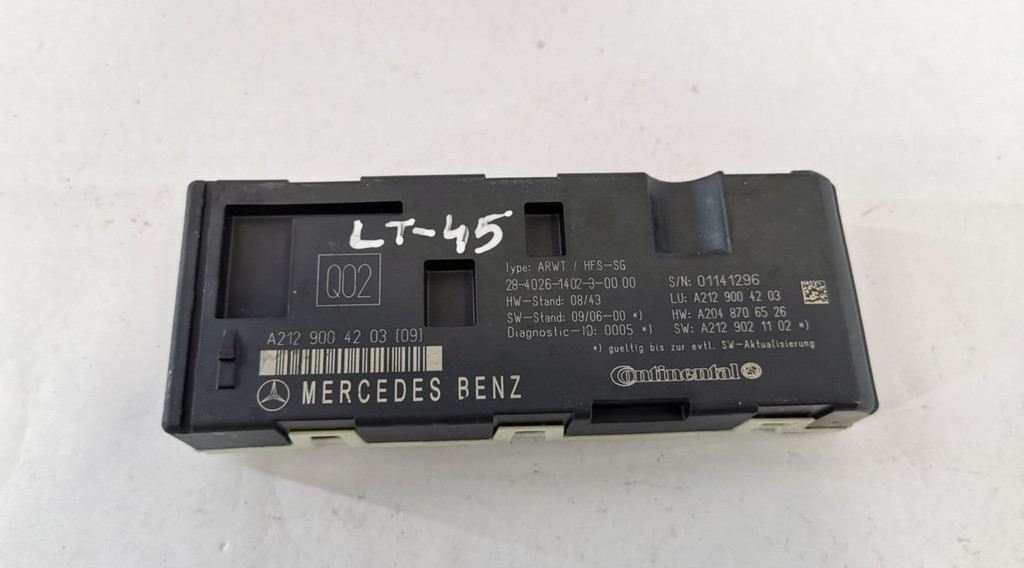 LT-45
Q02
A212 900 42 03 [09]
MERCEDES BENZ
Type: ARWT / HFS-SG
28-4026-1402-3-00 00
HW-Stand: 08/43
SW-Stand: 09/06-00 *)
Diagnostic-ID: 0005 *)
S/N: 01141296
LU: A212 900 42 03
HW: A204 870 65 26
SW: A212 902 11 02 *)
*) gueltig bis zur evtl. SW-Aktualisierung
Continental